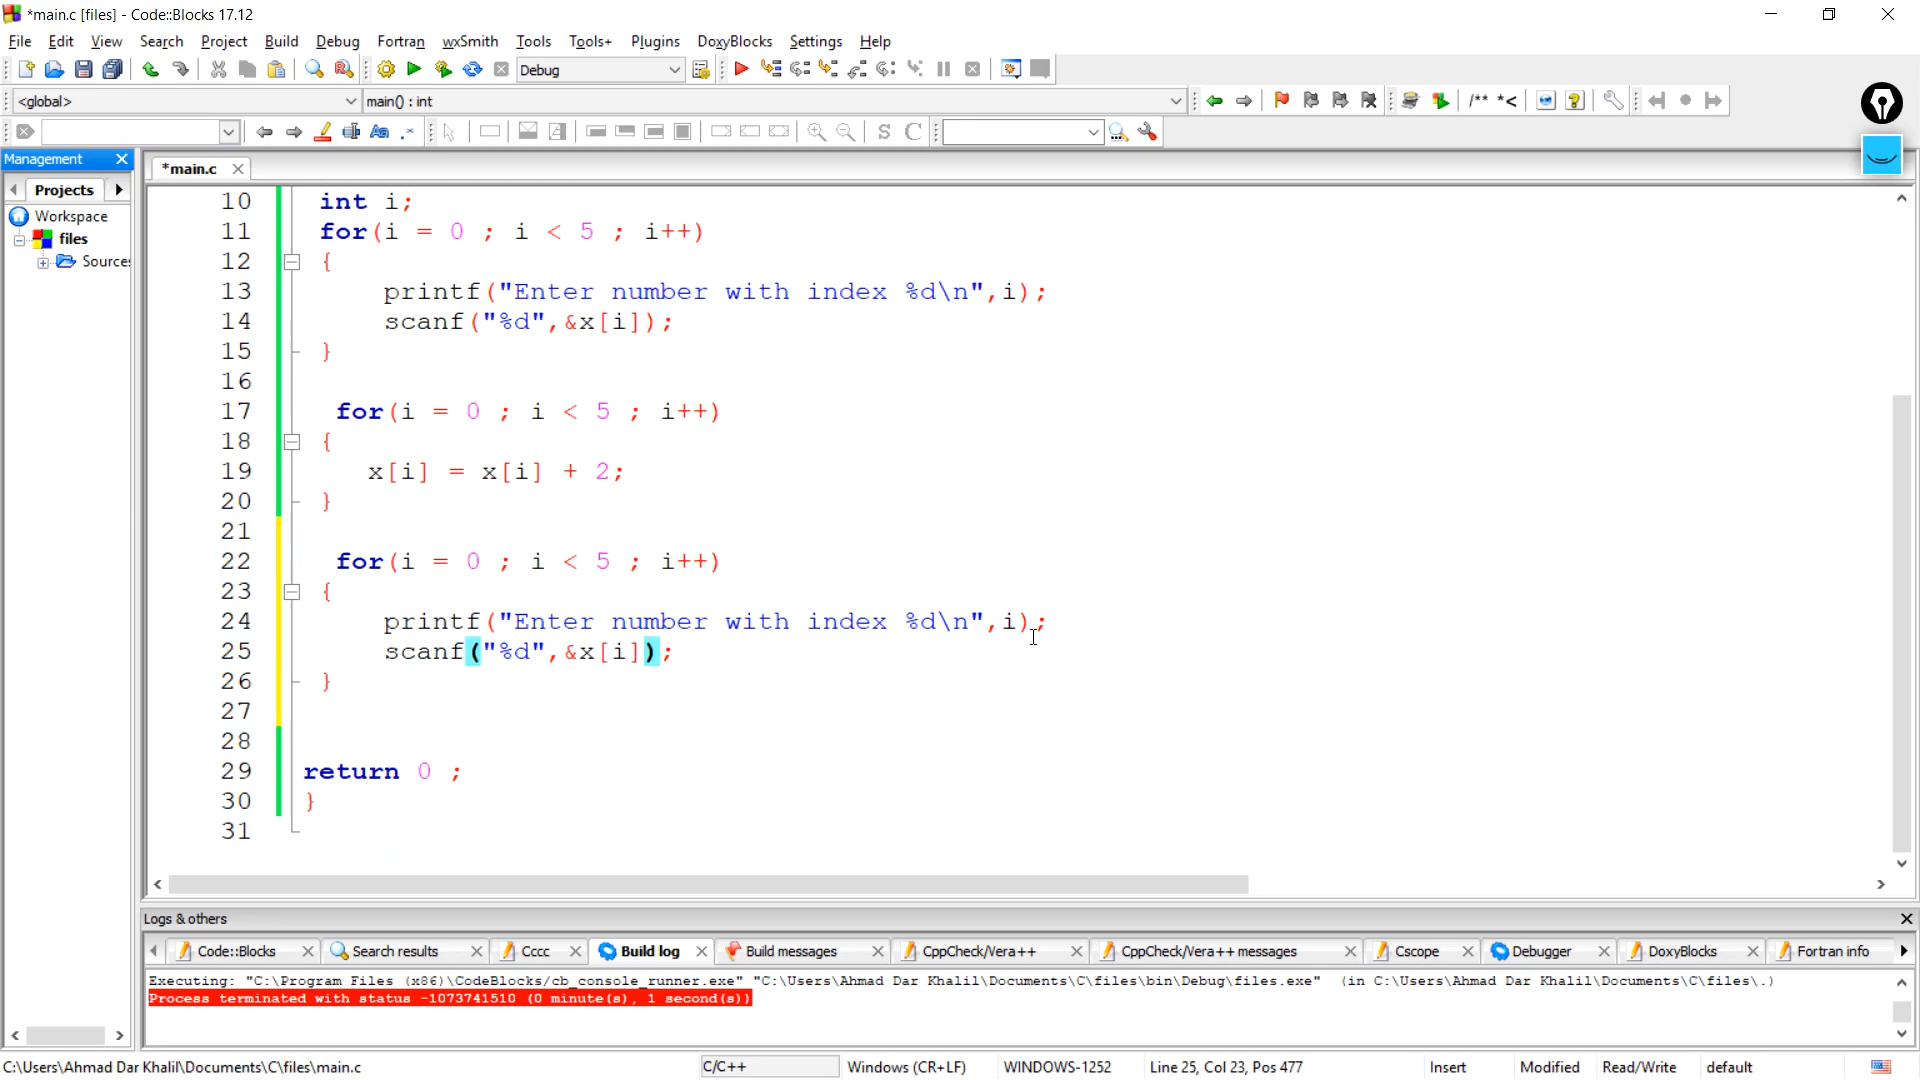 *main.c [files] - Code::Blocks 17.12
File Edit View Search Project Build Debug Fortran wxSmith Tools Tools+ Plugins DoxyBlocks Settings Help
Debug
<global> main() : int /** *<
Aa .* S C
Management
*main.c
Projects
Workspace
files
Sources
10 int i;
11 for(i = 0 ; i < 5 ; i++)
12 {
13 printf("Enter number with index %d\n",i);
14 scanf("%d",&x[i]);
15 }
16
17 for(i = 0 ; i < 5 ; i++)
18 {
19 x[i] = x[i] + 2;
20 }
21
22 for(i = 0 ; i < 5 ; i++)
23 {
24 printf("Enter number with index %d\n",i);
25 scanf("%d",&x[i]);
26 }
27
28
29 return 0 ;
30 }
31
Logs & others
Code::Blocks Search results Cccc Build log Build messages CppCheck/Vera++ CppCheck/Vera++ messages Cscope Debugger DoxyBlocks Fortran info
Executing: "C:\Program Files (x86)\CodeBlocks/cb_console_runner.exe" "C:\Users\Ahmad Dar Khalil\Documents\C\files\bin\Debug\files.exe" (in C:\Users\Ahmad Dar Khalil\Documents\C\files\.)
Process terminated with status -1073741510 (0 minute(s), 1 second(s))
C:\Users\Ahmad Dar Khalil\Documents\C\files\main.c C/C++ Windows (CR+LF) WINDOWS-1252 Line 25, Col 23, Pos 477 Insert Modified Read/Write default